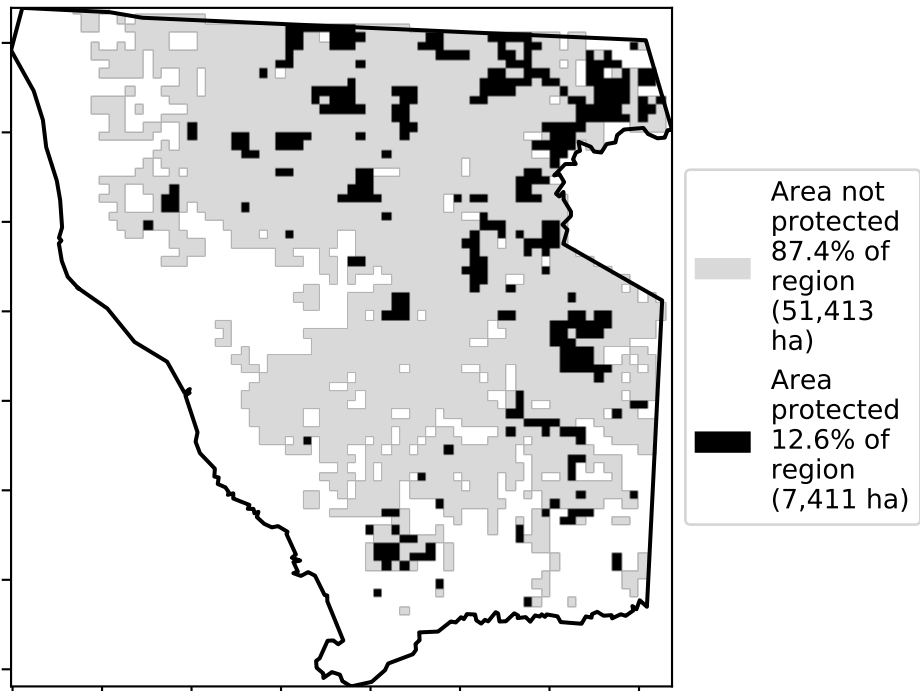 Area not
protected
87.4% of
region
(51,413
ha)
Area
protected
12.6% of
region
(7,411 ha)